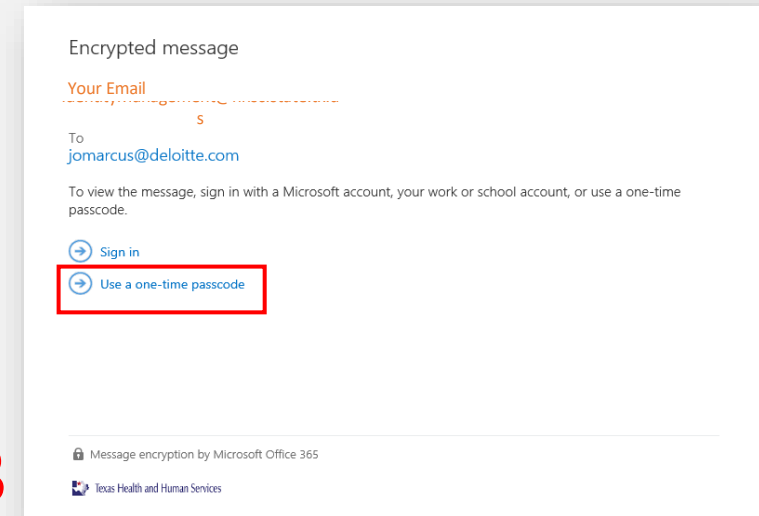 Encrypted message
Your Email
s
To
jomarcus@deloitte.com
To view the message, sign in with a Microsoft account, your work or school account, or use a one-time
passcode.
Sign in
Use a one-time passcode
Message encryption by Microsoft Office 365
Texas Health and Human Services